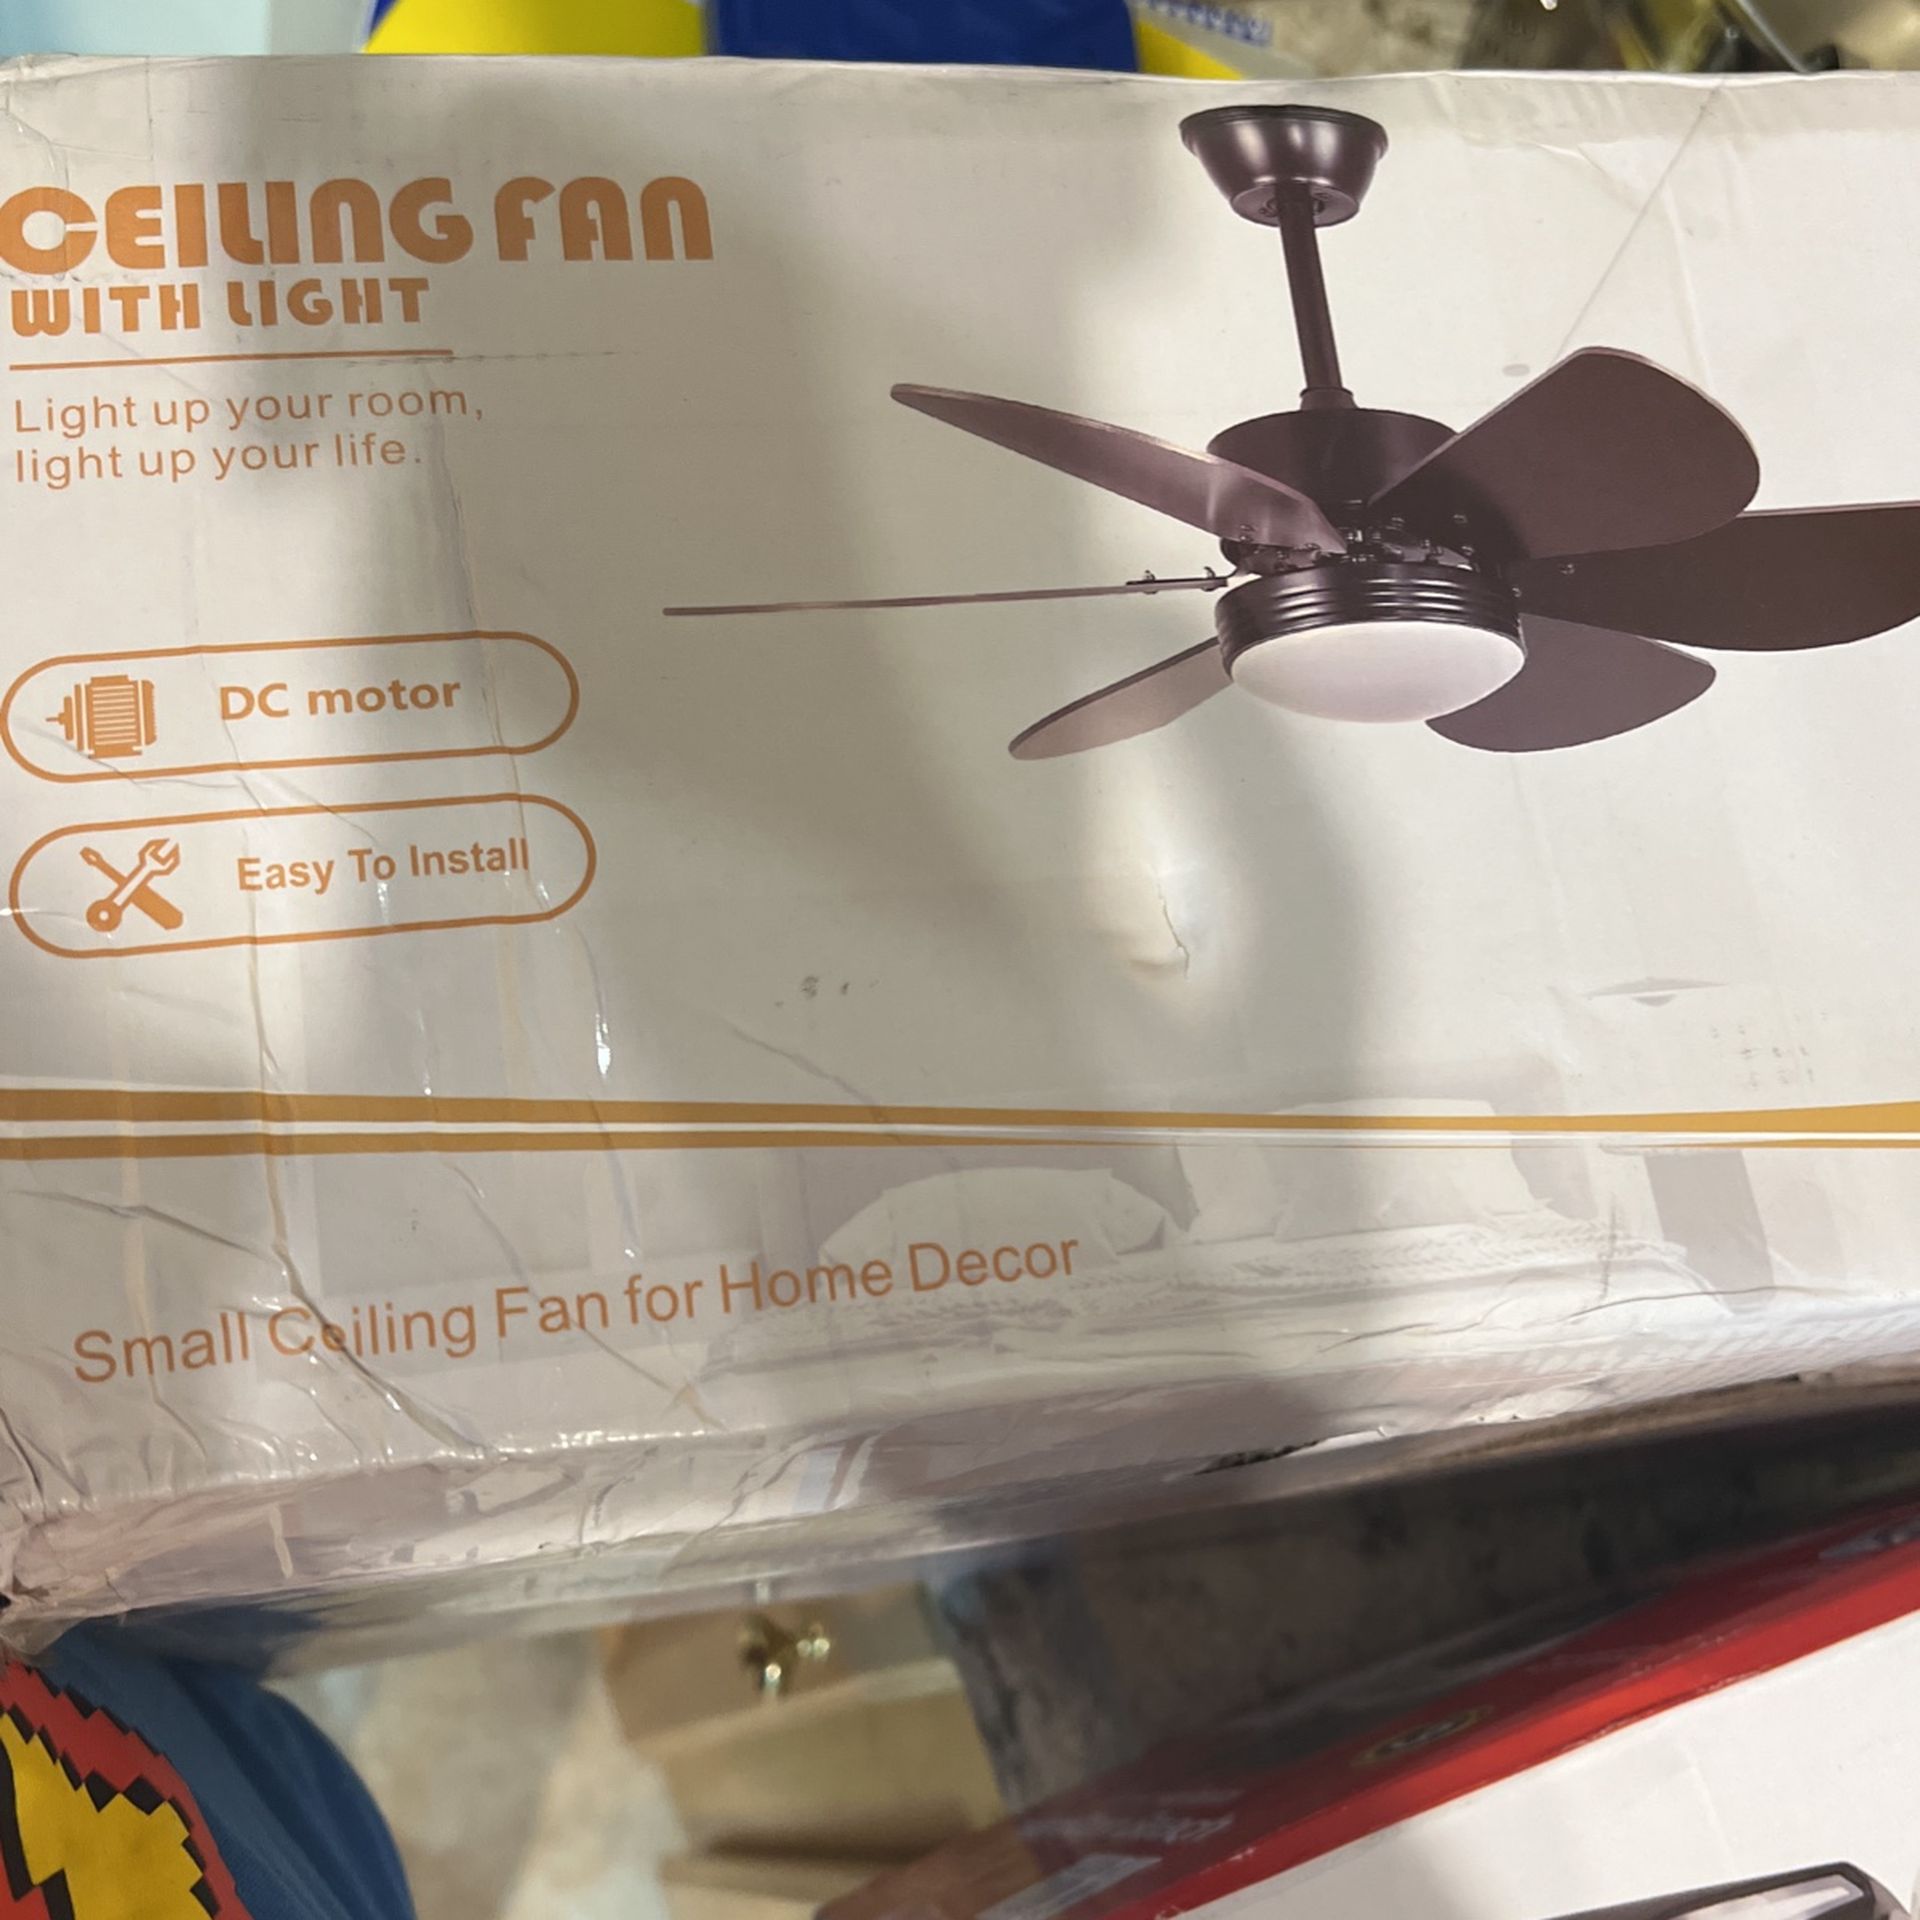 CEILING FAN
WITH LIGHT
Light up your room,
light up your life.
DC motor
Easy To Install
Small Ceiling Fan for Home Decor